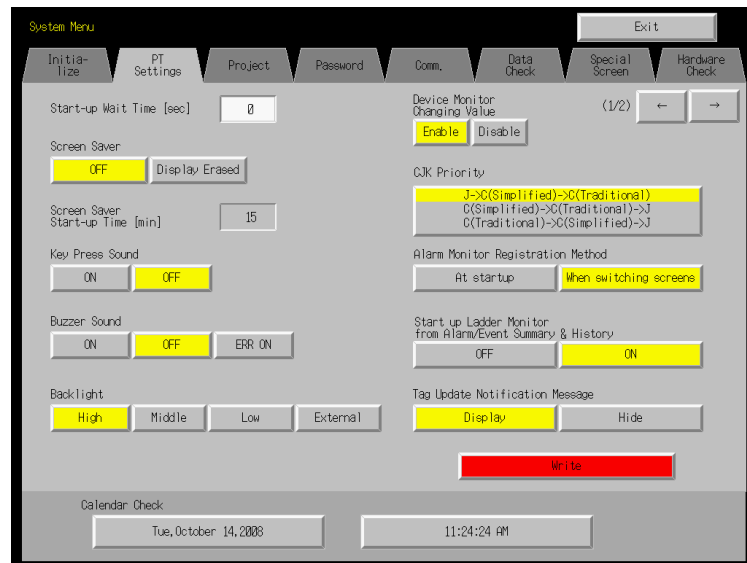 System Menu
Exit
Initia-
lize
PT
Settings
Project
Password
Comm.
Data
Check
Special
Screen
Hardware
Check
Start-up Wait Time [sec]
0
Screen Saver
OFF
Display Erased
Screen Saver
Start-up Time [min]
15
Key Press Sound
ON
OFF
Buzzer Sound
ON
OFF
ERR ON
Backlight
High
Middle
Low
External
Device Monitor
Changing Value
(1/2)
←
→
Enable
Disable
CJK Priority
J->C(Simplified)->C(Traditional)
C(Simplified)->C(Traditional)->J
C(Traditional)->C(Simplified)->J
Alarm Monitor Registration Method
At startup
When switching screens
Start up Ladder Monitor
from Alarm/Event Summary & History
OFF
ON
Tag Update Notification Message
Display
Hide
Write
Calendar Check
Tue,October 14,2008
11:24:24 AM